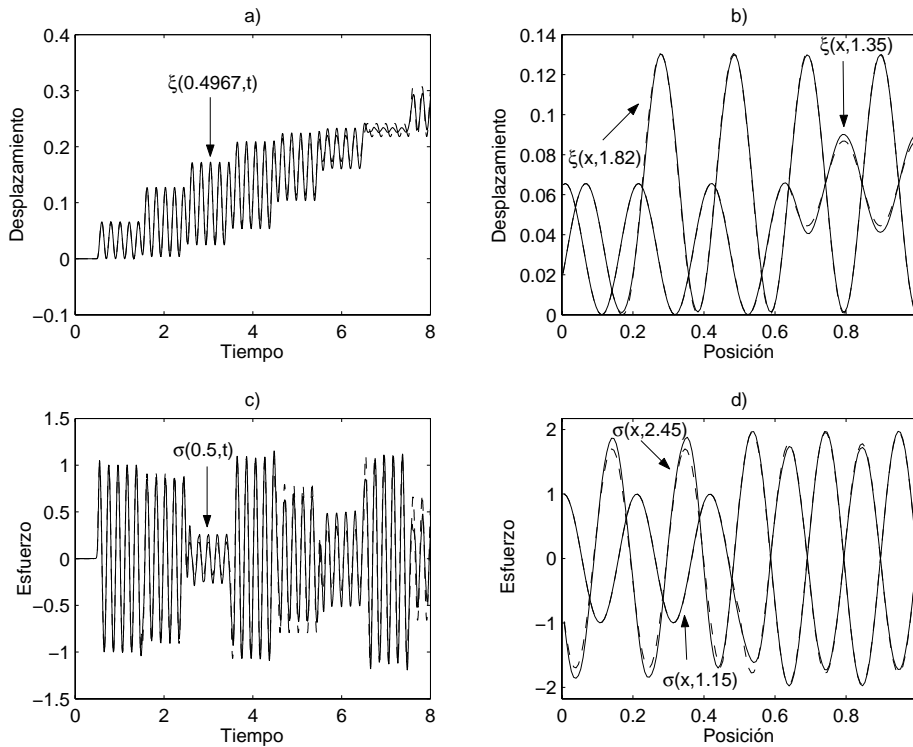 a)
0.4
0.3
0.2
0.1
0
−0.1
Desplazamiento
ξ(0.4967,t)
0
2
4
6
8
Tiempo
b)
0.14
0.12
0.1
0.08
0.06
0.04
0.02
0
Desplazamiento
ξ(x,1.35)
ξ(x,1.82)
0
0.2
0.4
0.6
0.8
Posición
c)
1.5
1
0.5
0
−0.5
−1
−1.5
Esfuerzo
σ(0.5,t)
0
2
4
6
8
Tiempo
d)
2
1
0
−1
−2
Esfuerzo
σ(x,2.45)
σ(x,1.15)
0
0.2
0.4
0.6
0.8
Posición